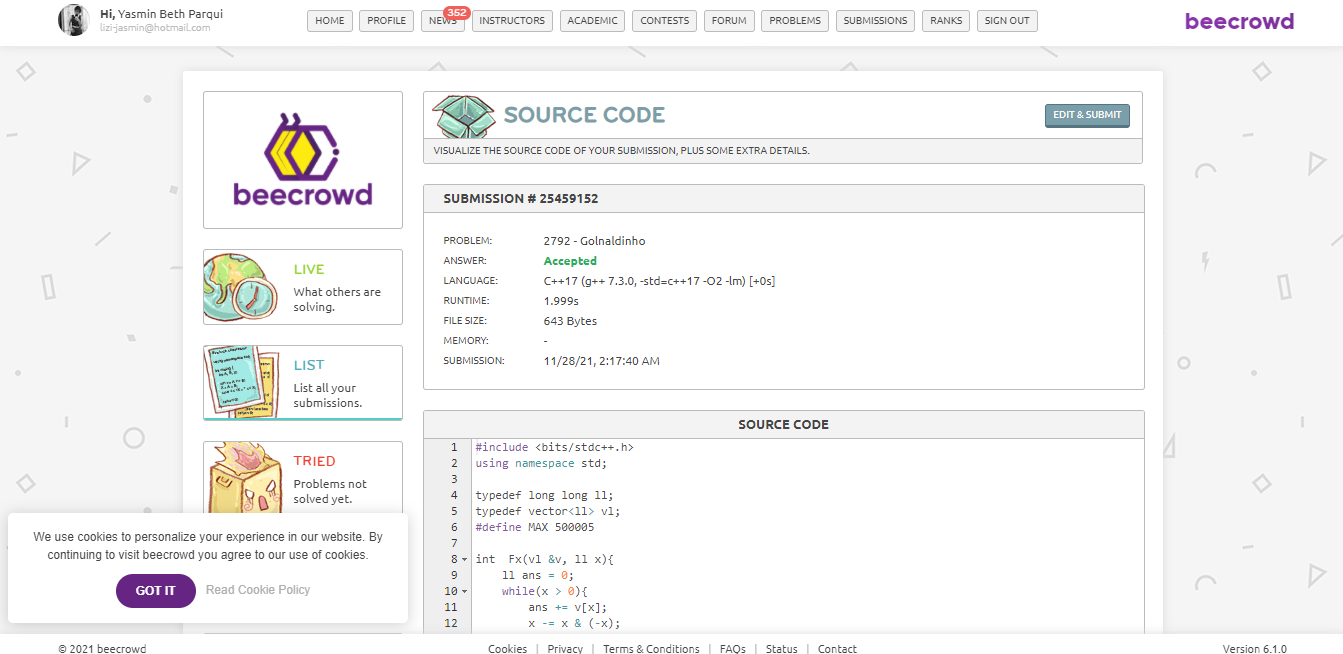 Hi, Yasmin Beth Parqui
lizi-jasmin@hotmail.com
HOME
PROFILE
NEWS
352
INSTRUCTORS
ACADEMIC
CONTESTS
FORUM
PROBLEMS
SUBMISSIONS
RANKS
SIGN OUT
beecrowd
beecrowd
LIVE
What others are
solving.
LIST
List all your
submissions.
TRIED
Problems not
solved yet.
SOURCE CODE
EDIT & SUBMIT
VISUALIZE THE SOURCE CODE OF YOUR SUBMISSION, PLUS SOME EXTRA DETAILS.
SUBMISSION # 25459152
PROBLEM: 2792 - Golnaldinho
ANSWER: Accepted
LANGUAGE: C++17 (g++ 7.3.0, -std=c++17 -O2 -lm) [+0s]
RUNTIME: 1.999s
FILE SIZE: 643 Bytes
MEMORY: -
SUBMISSION: 11/28/21, 2:17:40 AM
SOURCE CODE
1 #include <bits/stdc++.h>
2 using namespace std;
3
4 typedef long long ll;
5 typedef vector<ll> vl;
6 #define MAX 500005
7
8 int  Fx(vl &v, ll x){
9     ll ans = 0;
10     while(x > 0){
11         ans += v[x];
12         x -= x & (-x);
We use cookies to personalize your experience in our website. By
continuing to visit beecrowd you agree to our use of cookies.
GOT IT
Read Cookie Policy
© 2021 beecrowd
Cookies | Privacy | Terms & Conditions | FAQs | Status | Contact
Version 6.1.0